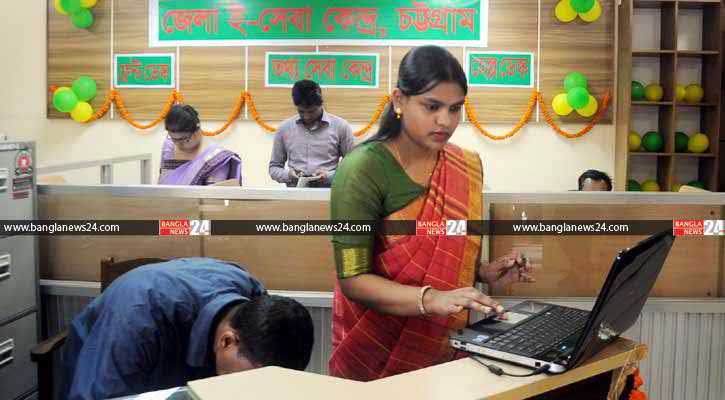 জেলা ই-সেবা কেন্দ্র, চট্টগ্রাম
ফ্রন্ট ডেস্ক
তথ্য সেবা কেন্দ্র
হেল্প ডেস্ক
www.banglanews24.com BANGLA NEWS 24 www.banglanews24.com BANGLA NEWS 24 www.banglanews24.com BANGLA NEWS 24